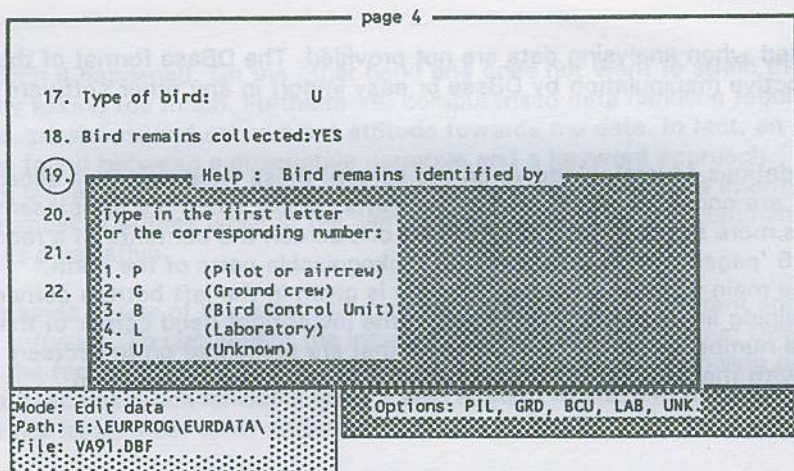 page 4
17. Type of bird: U
18. Bird remains collected:YES
19.
Help : Bird remains identified by
20.
Type in the first letter
or the corresponding number:
21.
1. P (Pilot or aircrew)
22.
2. G (Ground crew)
3. B (Bird Control Unit)
4. L (Laboratory)
5. U (Unknown)
Mode: Edit data
Path: E:\EURPROG\EURDATA\
File: VA91.DBF
Options: PIL, GRD, BCU, LAB, UNK.